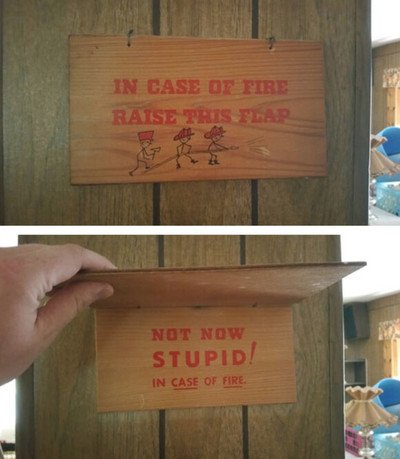 IN CASE OF FIRE
RAISE THIS FLAP
NOT NOW
STUPID!
IN CASE OF FIRE.